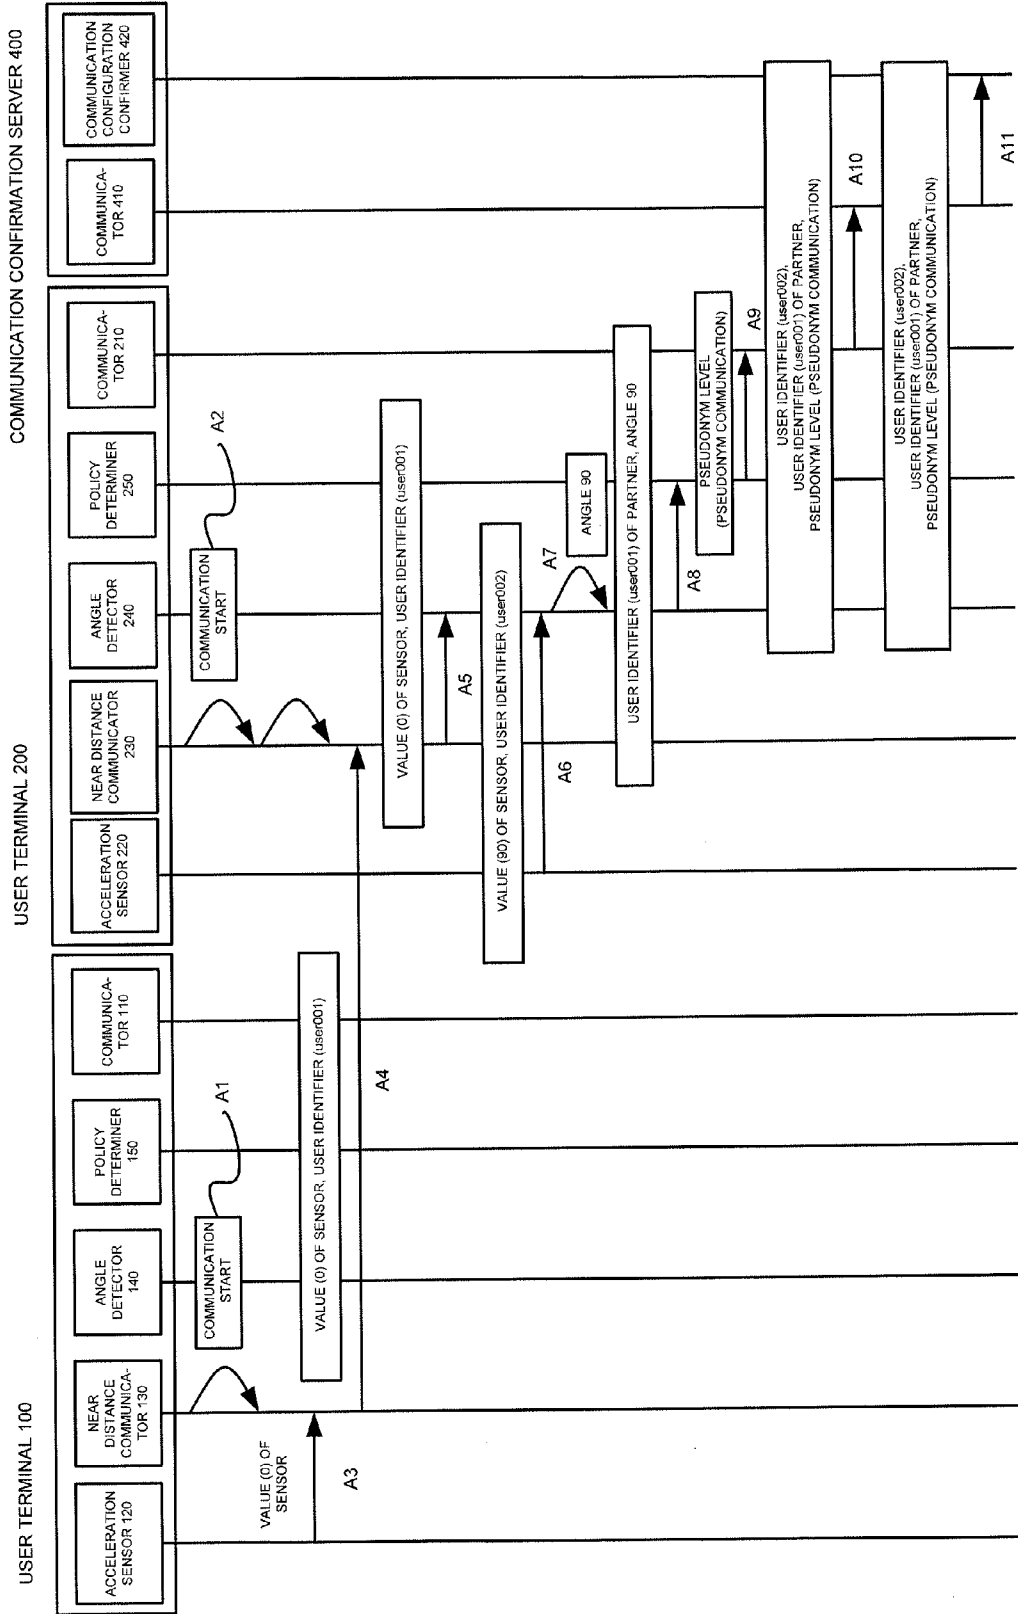 USER TERMINAL 100
USER TERMINAL 200
COMMUNICATION CONFIRMATION SERVER 400
ACCELERATION
SENSOR 120
NEAR
DISTANCE
COMMUNICA-
TOR 130
ANGLE
DETECTOR
140
POLICY
DETERMINER
150
COMMUNICA-
TOR 110
ACCELERATION
SENSOR 220
NEAR DISTANCE
COMMUNICATOR
230
ANGLE
DETECTOR
240
POLICY
DETERMINER
250
COMMUNICA-
TOR 210
COMMUNICA-
TOR 410
COMMUNICATION
CONFIGURATION
CONFIRMER 420
COMMUNICATION
START
A1
COMMUNICATION
START
A2
VALUE (0) OF
SENSOR
A3
VALUE (0) OF SENSOR, USER IDENTIFIER (user001)
A4
VALUE (0) OF SENSOR, USER IDENTIFIER (user001)
A5
VALUE (90) OF SENSOR, USER IDENTIFIER (user002)
A6
A7
ANGLE 90
USER IDENTIFIER (user001) OF PARTNER, ANGLE 90
A8
PSEUDONYM LEVEL
(PSEUDONYM COMMUNICATION)
A9
USER IDENTIFIER (user002),
USER IDENTIFIER (user001) OF PARTNER,
PSEUDONYM LEVEL (PSEUDONYM COMMUNICATION)
A10
USER IDENTIFIER (user002),
USER IDENTIFIER (user001) OF PARTNER,
PSEUDONYM LEVEL (PSEUDONYM COMMUNICATION)
A11